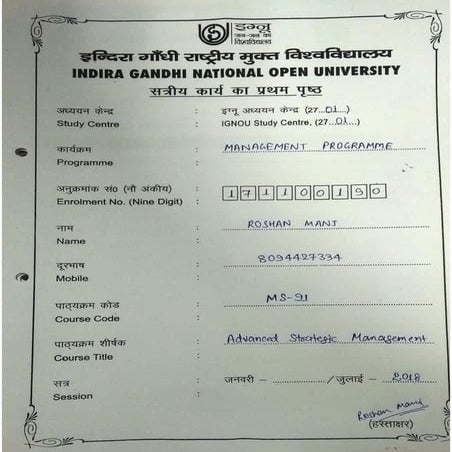 इग्नू
जन-जन का
विश्वविद्यालय
इन्दिरा गाँधी राष्ट्रीय मुक्त विश्वविद्यालय
INDIRA GANDHI NATIONAL OPEN UNIVERSITY
सत्रीय कार्य का प्रथम पृष्ठ
अध्ययन केन्द्र : इग्नू अध्ययन केन्द्र (27...01...)
Study Centre : IGNOU Study Centre, (27...01...)
कार्यक्रम : MANAGEMENT PROGRAMME
Programme :
अनुक्रमांक सं0 (नौ अंकीय) : 171100190
Enrolment No. (Nine Digit) :
नाम : ROSHAN MANI
Name :
दूरभाष : 8094427334
Mobile :
पाठ्यक्रम कोड : MS-91
Course Code :
पाठ्यक्रम शीर्षक : Advanced Strategic Management
Course Title :
सत्र : जनवरी – ............/जुलाई – 2018
Session :
Roshan Mani
(हस्ताक्षर)